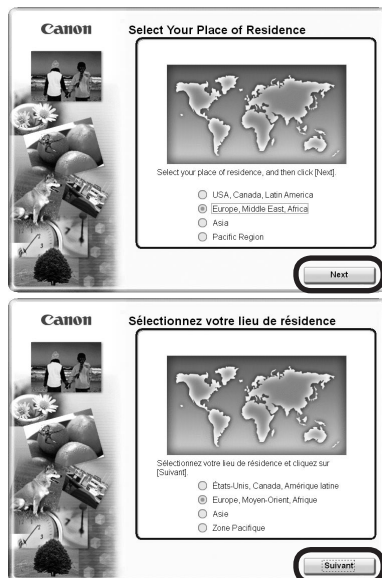 Canon
Select Your Place of Residence
Select your place of residence, and then click [Next].
USA, Canada, Latin America
Europe, Middle East, Africa
Asia
Pacific Region
Next
Canon
Sélectionnez votre lieu de résidence
Sélectionnez votre lieu de résidence et cliquez sur
[Suivant].
États-Unis, Canada, Amérique latine
Europe, Moyen-Orient, Afrique
Asie
Zone Pacifique
Suivant